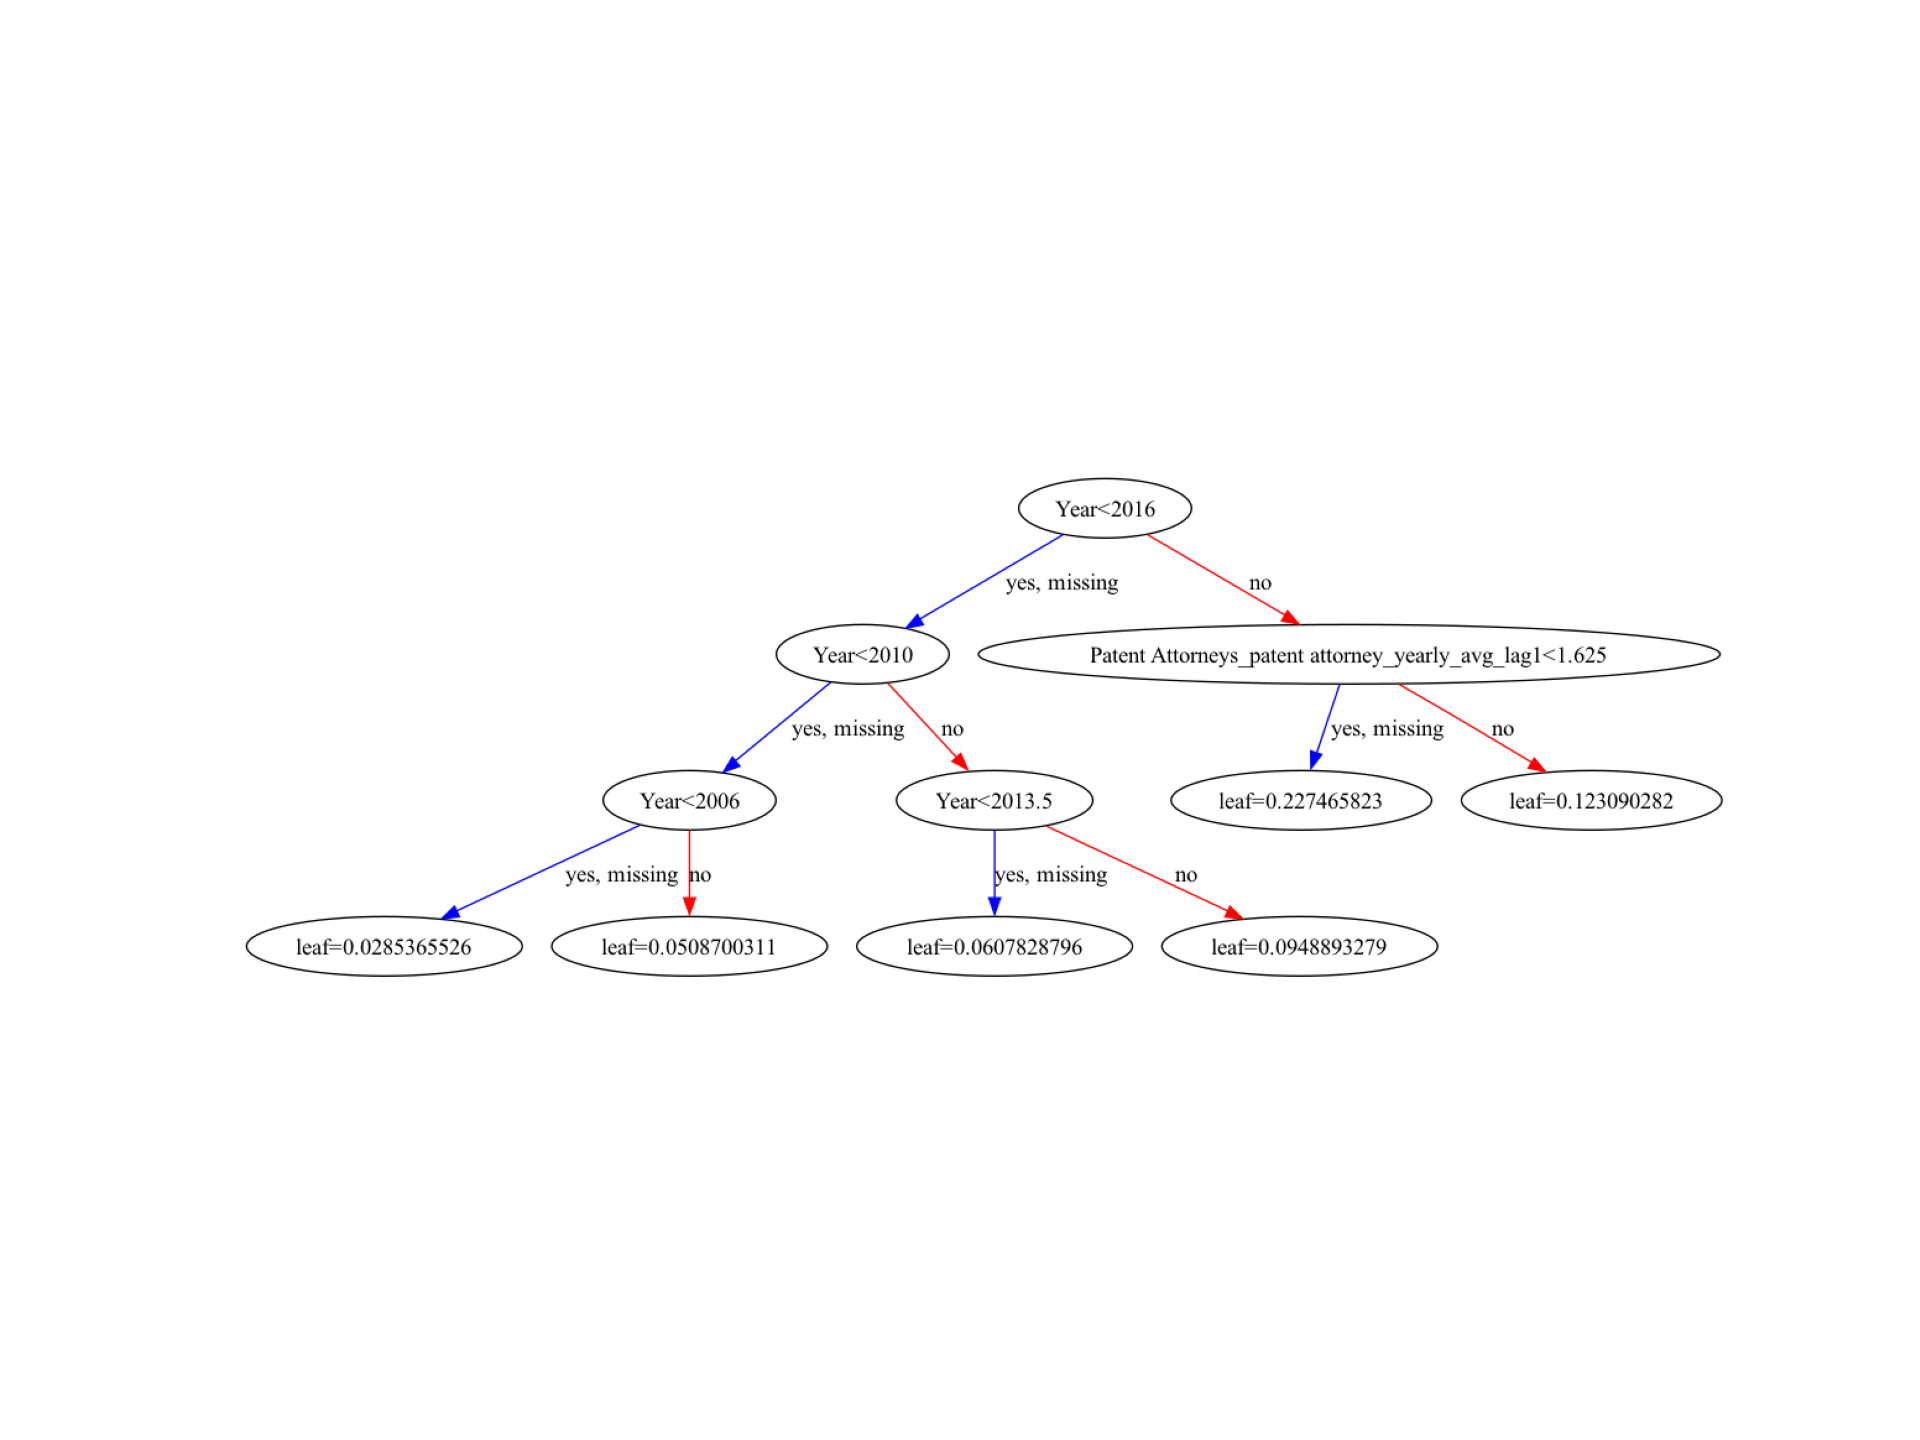 Year<2016
yes, missing
no
Year<2010
Patent Attorneys_patent attorney_yearly_avg_lag1<1.625
yes, missing
no
yes, missing
no
Year<2006
Year<2013.5
leaf=0.227465823
leaf=0.123090282
yes, missing
no
yes, missing
no
leaf=0.0285365526
leaf=0.0508700311
leaf=0.0607828796
leaf=0.0948893279